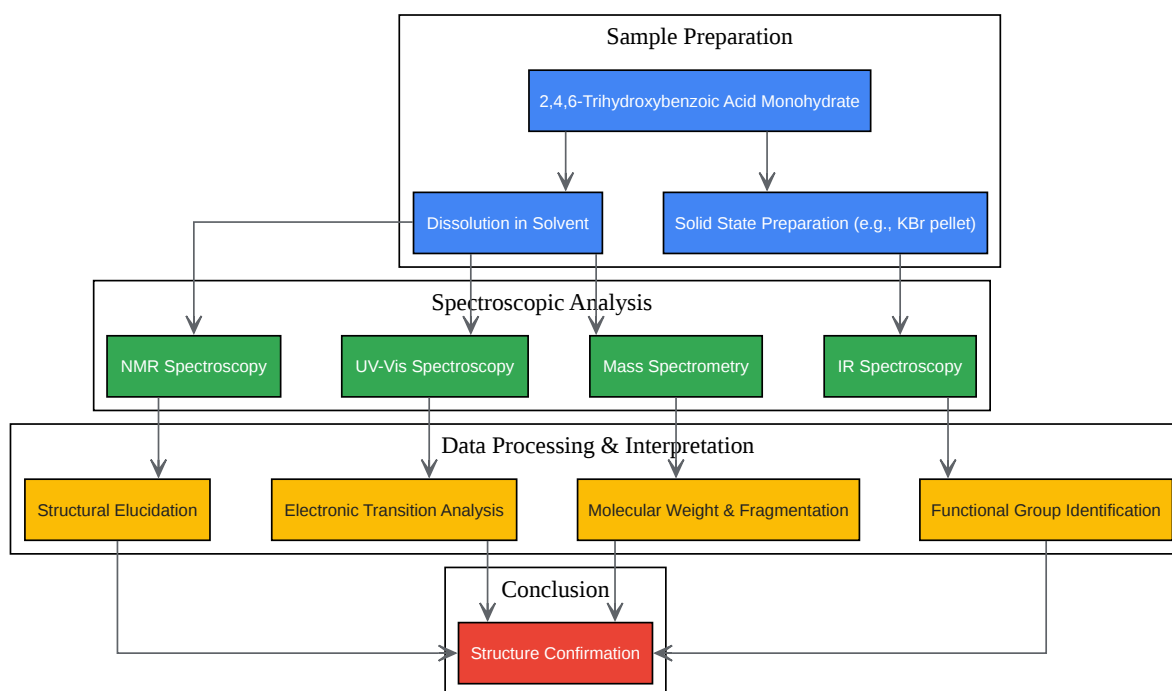 Sample Preparation
2,4,6-Trihydroxybenzoic Acid Monohydrate
Dissolution in Solvent
Solid State Preparation (e.g., KBr pellet)
Spectroscopic Analysis
NMR Spectroscopy
UV-Vis Spectroscopy
Mass Spectrometry
IR Spectroscopy
Data Processing & Interpretation
Structural Elucidation
Electronic Transition Analysis
Molecular Weight & Fragmentation
Functional Group Identification
Conclusion
Structure Confirmation